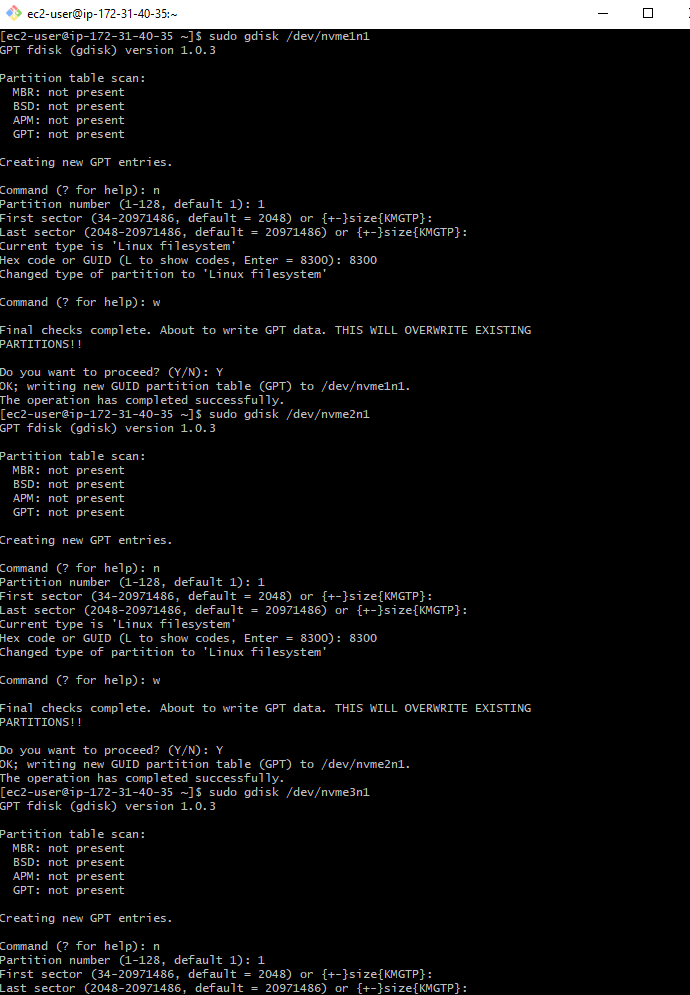 ec2-user@ip-172-31-40-35:~
[ec2-user@ip-172-31-40-35 ~]$ sudo gdisk /dev/nvme1n1
GPT fdisk (gdisk) version 1.0.3
Partition table scan:
MBR: not present
BSD: not present
APM: not present
GPT: not present
Creating new GPT entries.
Command (? for help): n
Partition number (1-128, default 1): 1
First sector (34-20971486, default = 2048) or {+-}size{KMGTP}:
Last sector (2048-20971486, default = 20971486) or {+-}size{KMGTP}:
Current type is 'Linux filesystem'
Hex code or GUID (L to show codes, Enter = 8300): 8300
Changed type of partition to 'Linux filesystem'
Command (? for help): w
Final checks complete. About to write GPT data. THIS WILL OVERWRITE EXISTING
PARTITIONS!!
Do you want to proceed? (Y/N): Y
OK; writing new GUID partition table (GPT) to /dev/nvme1n1.
The operation has completed successfully.
[ec2-user@ip-172-31-40-35 ~]$ sudo gdisk /dev/nvme2n1
GPT fdisk (gdisk) version 1.0.3
Partition table scan:
MBR: not present
BSD: not present
APM: not present
GPT: not present
Creating new GPT entries.
Command (? for help): n
Partition number (1-128, default 1): 1
First sector (34-20971486, default = 2048) or {+-}size{KMGTP}:
Last sector (2048-20971486, default = 20971486) or {+-}size{KMGTP}:
Current type is 'Linux filesystem'
Hex code or GUID (L to show codes, Enter = 8300): 8300
Changed type of partition to 'Linux filesystem'
Command (? for help): w
Final checks complete. About to write GPT data. THIS WILL OVERWRITE EXISTING
PARTITIONS!!
Do you want to proceed? (Y/N): Y
OK; writing new GUID partition table (GPT) to /dev/nvme2n1.
The operation has completed successfully.
[ec2-user@ip-172-31-40-35 ~]$ sudo gdisk /dev/nvme3n1
GPT fdisk (gdisk) version 1.0.3
Partition table scan:
MBR: not present
BSD: not present
APM: not present
GPT: not present
Creating new GPT entries.
Command (? for help): n
Partition number (1-128, default 1): 1
First sector (34-20971486, default = 2048) or {+-}size{KMGTP}:
Last sector (2048-20971486, default = 20971486) or {+-}size{KMGTP}: